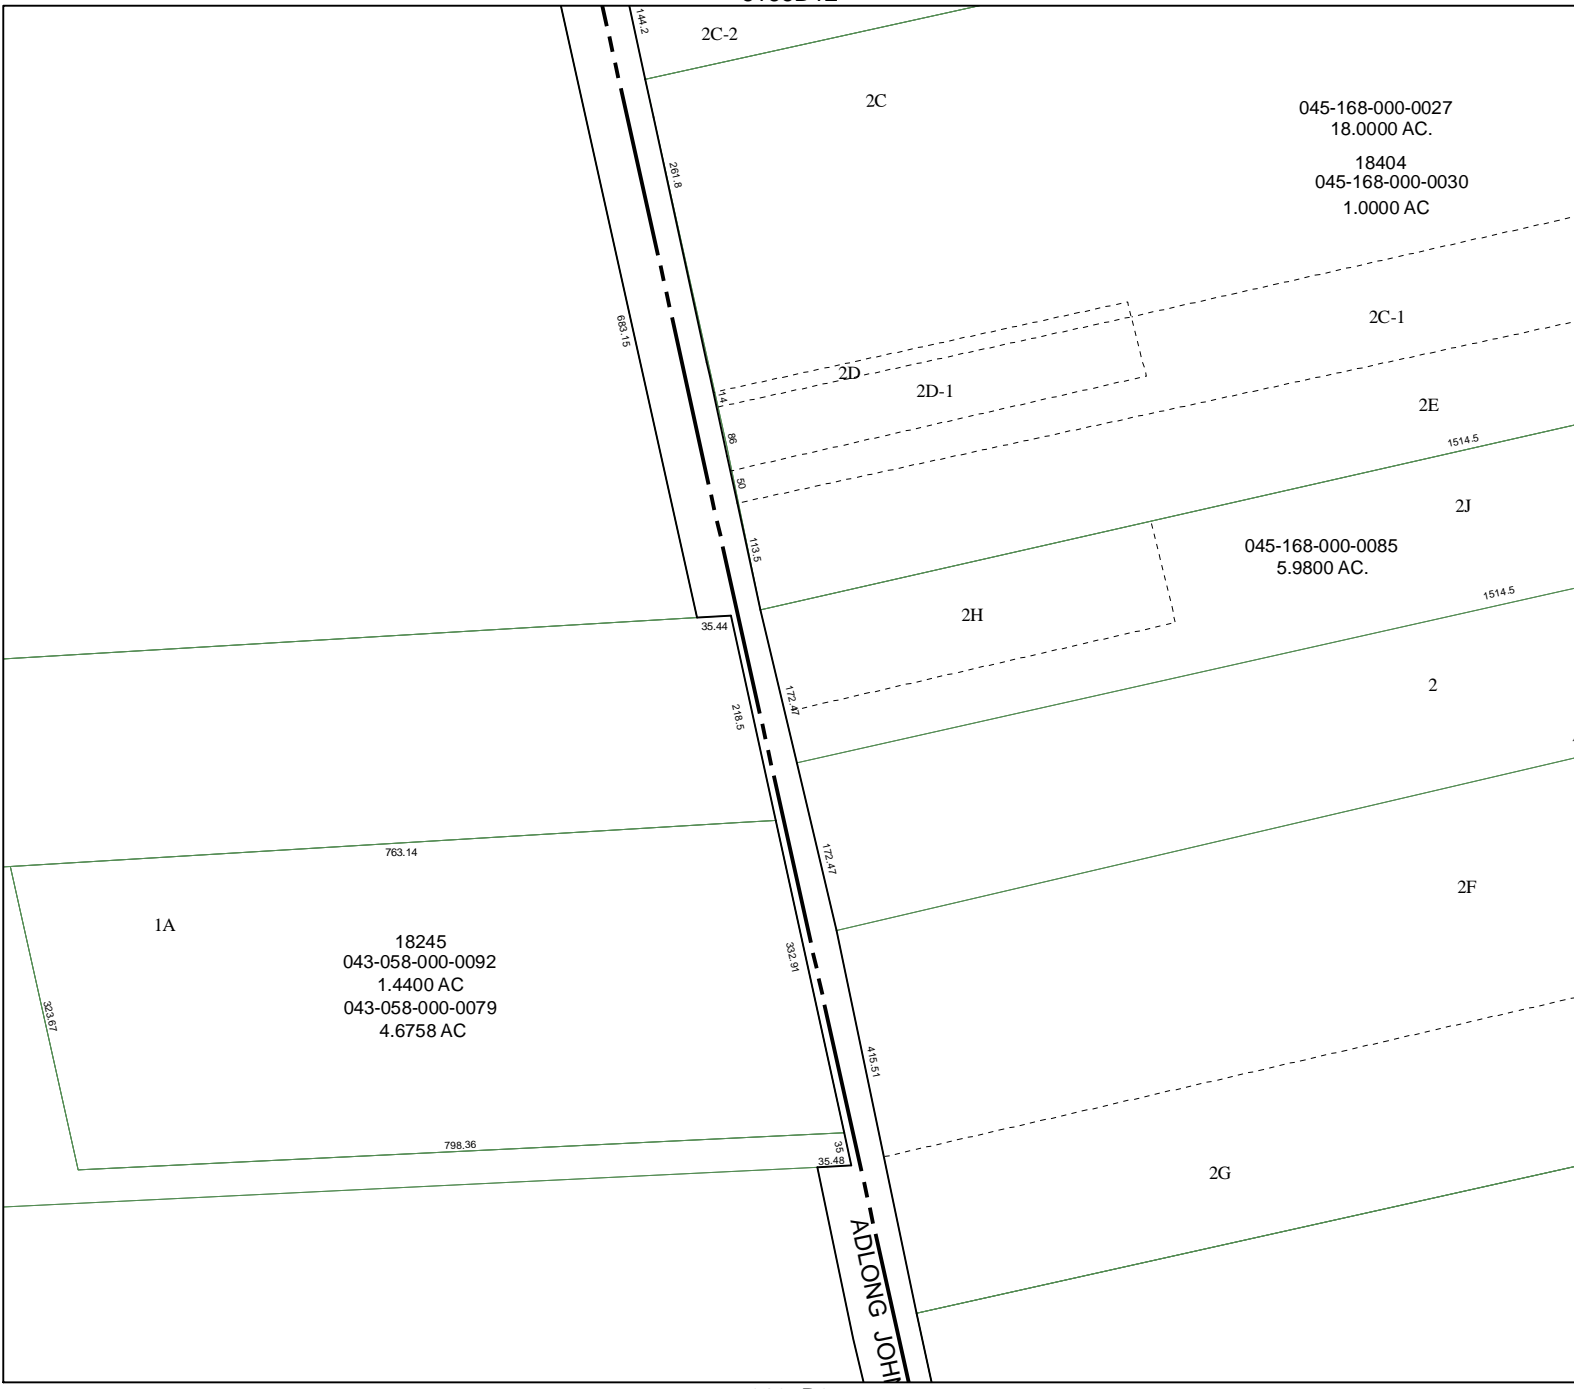 144.2
2C-2
2C
045-168-000-0027
18.0000 AC.
18404
045-168-000-0030
1.0000 AC
261.8
683.15
2C-1
2D
14
2D-1
2E
86
1514.5
50
2J
113.5
045-168-000-0085
5.9800 AC.
1514.5
2H
35.44
172.47
2
218.5
763.14
172.47
2F
1A
18245
043-058-000-0092
1.4400 AC
043-058-000-0079
4.6758 AC
332.91
323.67
415.51
798.36
35
35.48
2G
ADLONG JOH